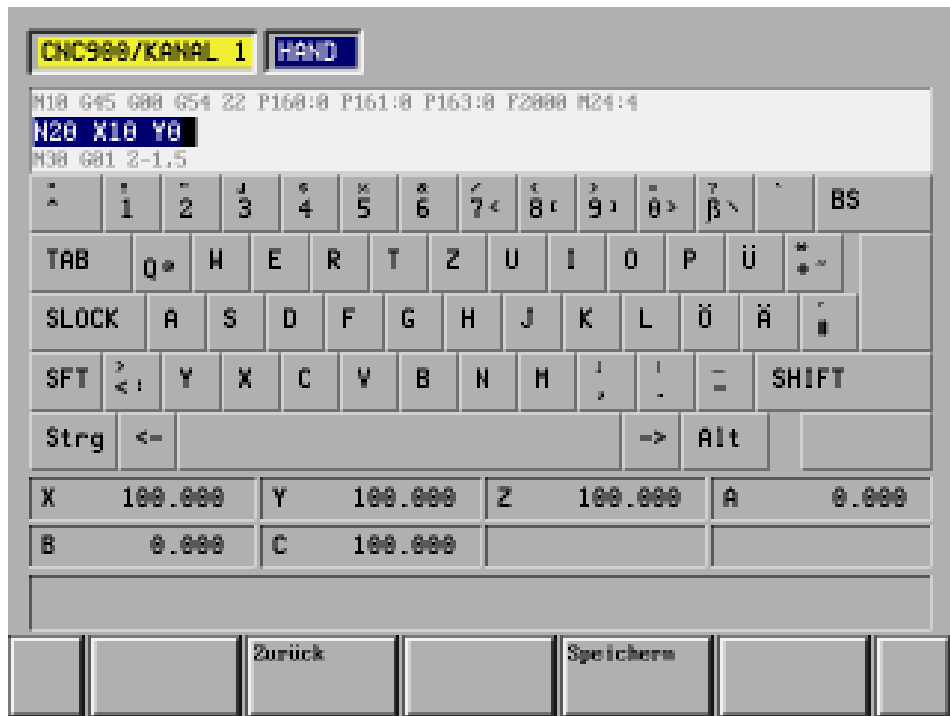 CNC900/KANAL 1 HAND
N10 G45 G00 G54 Z2 P160:0 P161:0 P163:0 F2000 M24:4
N20 X10 Y0
N30 G01 Z-1,5
1 2 3 4 5 6 7 < 8 9 0 > ß \ BS
TAB Q W E R T Z U I O P Ü * ~
SLOCK A S D F G H J K L Ö Ä
SFT > < Y X C V B N M ; , . SHIFT
Strg <- -> Alt
X 100.000 Y 100.000 Z 100.000 A 0.000
B 0.000 C 100.000
Zurück Speichern